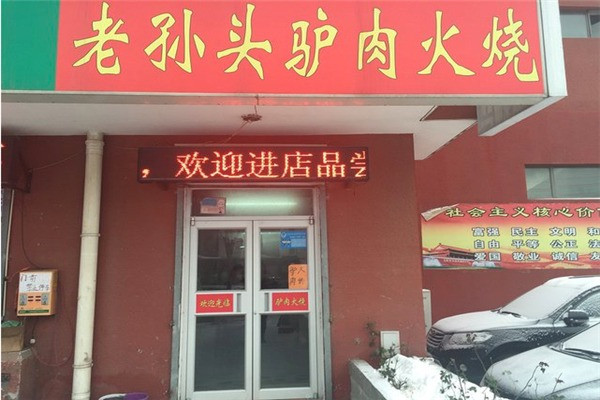 老孙头驴肉火烧
，欢迎进店品尝
社会主义核心价
富强 民主 文明 和
自由 平等 公正 法
爱国 敬业 诚信 友
欢迎光临
驴肉火烧